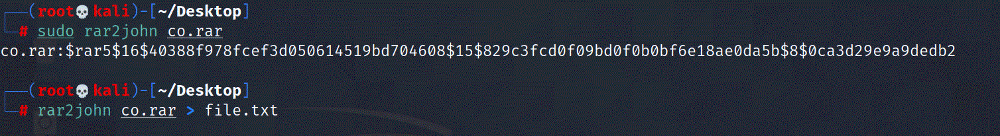 ┌──(root💀kali)-[~/Desktop]
└─# sudo rar2john co.rar
co.rar:$rar5$16$40388f978fcef3d050614519bd704608$15$829c3fcd0f09bd0f0b0bf6e18ae0da5b$8$0ca3d29e9a9dedb2
┌──(root💀kali)-[~/Desktop]
└─# rar2john co.rar > file.txt